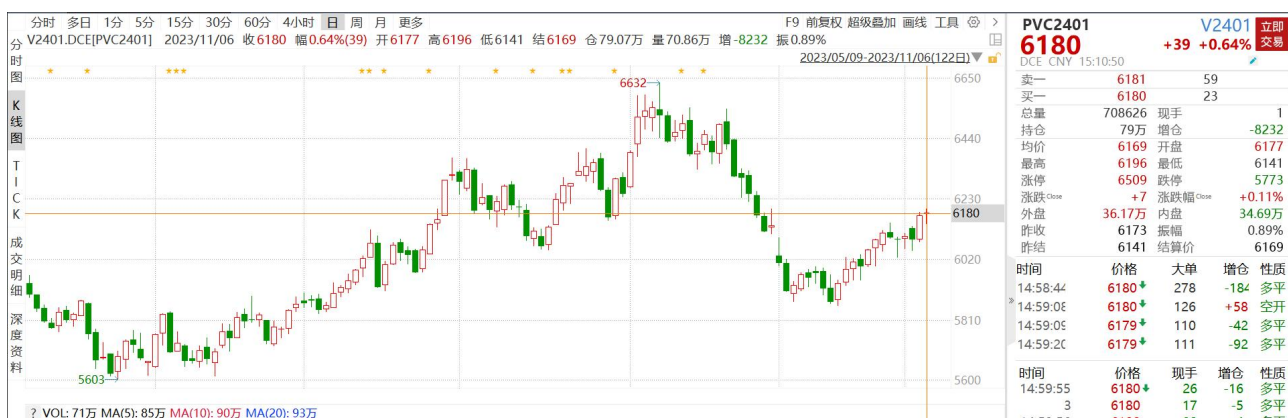 分时 多日 1分 5分 15分 30分 60分 4小时 日 周 月 更多 F9 前复权 超级叠加 画线 工具
V2401.DCE[PVC2401] 2023/11/06 收6180 幅0.64%(39) 开6177 高6196 低6141 结6169 仓79.07万 量70.86万 增-8232 振0.89%
2023/05/09-2023/11/06(122日)
分时图
K线图
TICK
成交明细
深度资料
6632
5603
6650
6440
6230
6180
6020
5810
5600
? VOL: 71万 MA(5): 85万 MA(10): 90万 MA(20): 93万
PVC2401 V2401 立即交易
6180 +39 +0.64%
DCE CNY 15:10:50
卖一 6181 59
买一 6180 23
总量 708626 现手 1
持仓 79万 增仓 -8232
均价 6169 开盘 6177
最高 6196 最低 6141
涨停 6509 跌停 5773
涨跌Close +7 涨跌幅Close +0.11%
外盘 36.17万 内盘 34.69万
昨收 6173 振幅 0.89%
昨结 6141 结算价 6169
时间 价格 大单 增仓 性质
14:58:44 6180 278 -184 多平
14:59:08 6180 126 +58 空开
14:59:09 6179 110 -42 多平
14:59:20 6179 111 -92 多平
时间 价格 现手 增仓 性质
14:59:55 6180 26 -16 多平
3 6180 17 -5 多平